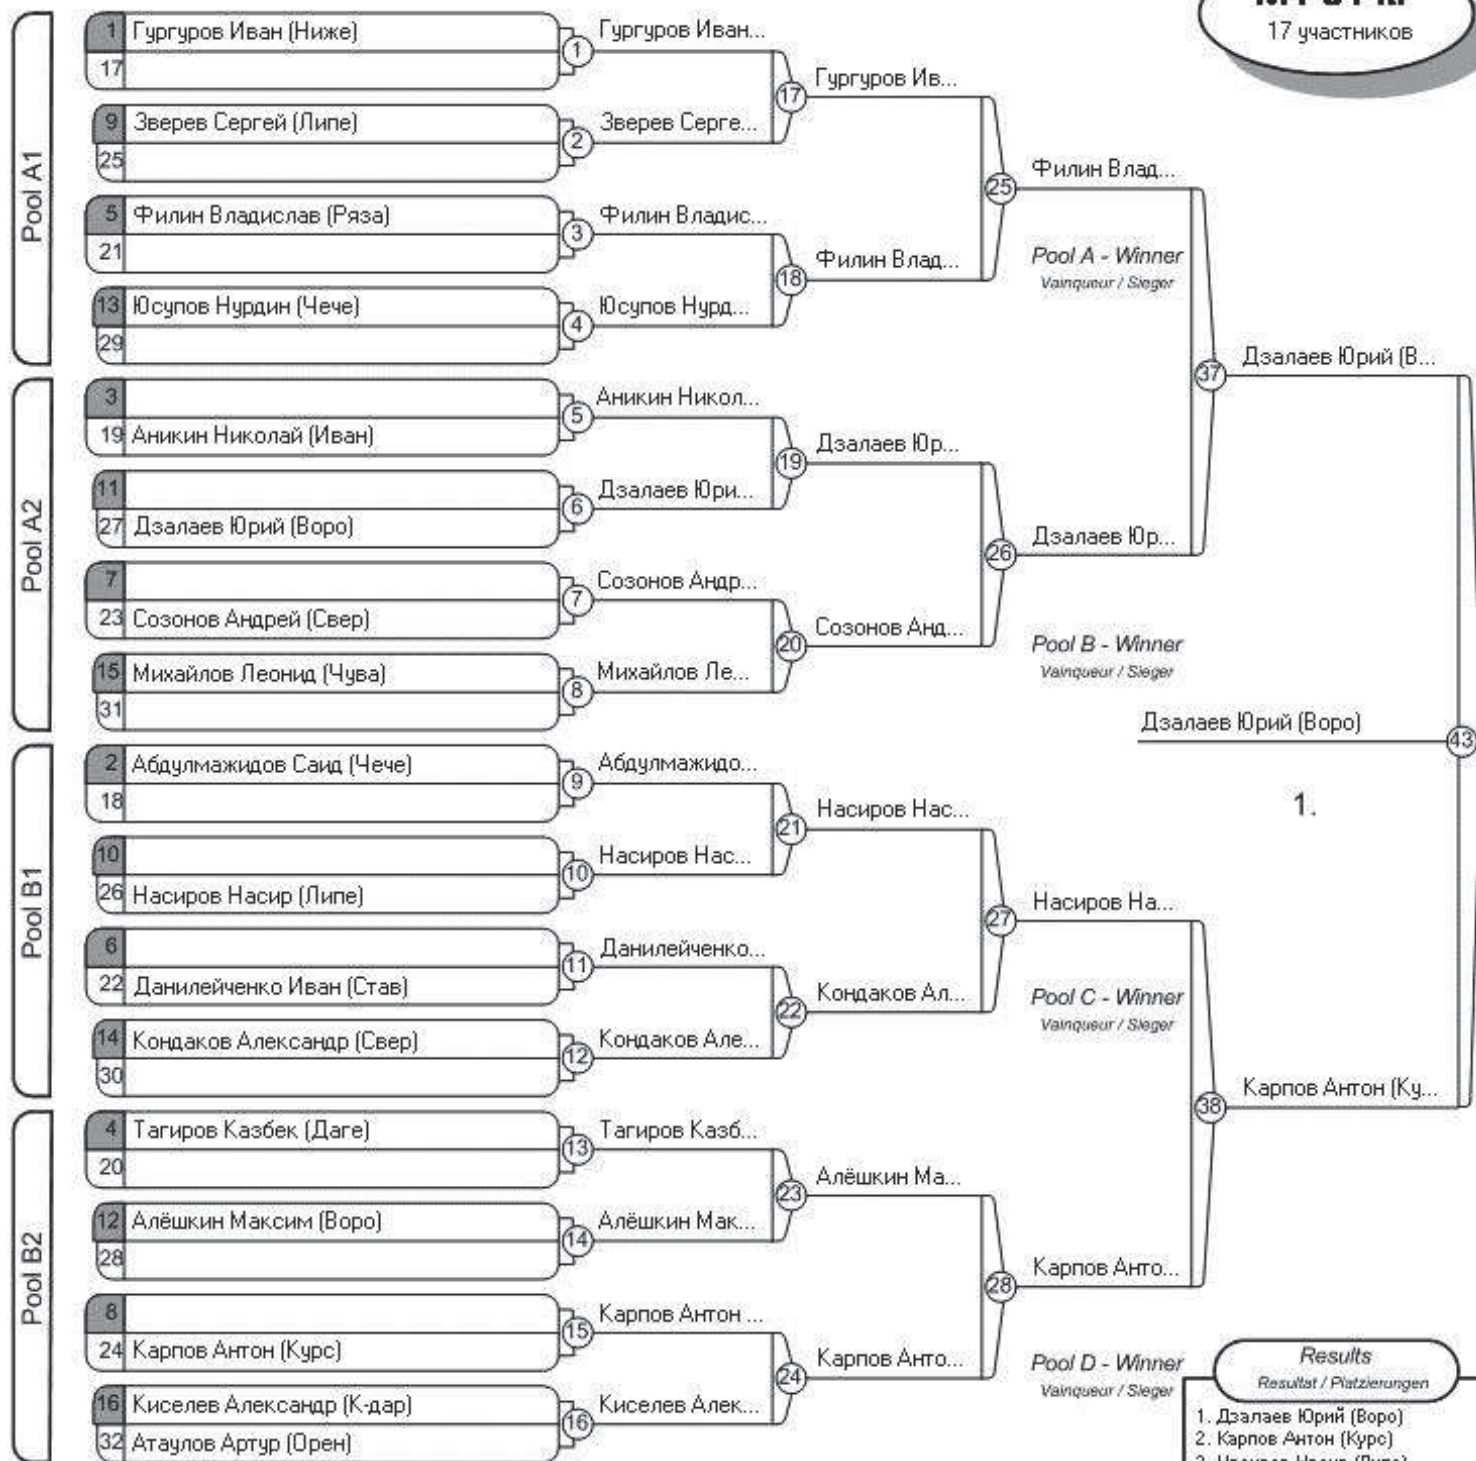 17 участников
Pool A1
1 Гургуров Иван (Ниже)
17
9 Зверев Сергей (Липе)
25
5 Филин Владислав (Ряза)
21
13 Юсупов Нурдин (Чече)
29
Pool A2
3
19 Аникин Николай (Иван)
11
27 Дзалаев Юрий (Воро)
7
23 Созонов Андрей (Свер)
15 Михайлов Леонид (Чува)
31
Pool B1
2 Абдулмажидов Саид (Чече)
18
10
26 Насиров Насир (Липе)
6
22 Данилейченко Иван (Став)
14 Кондаков Александр (Свер)
30
Pool B2
4 Тагиров Казбек (Даге)
20
12 Алёшкин Максим (Воро)
28
8
24 Карпов Антон (Курс)
16 Киселев Александр (К-дар)
32 Атаулов Артур (Орен)
1 Гургуров Иван...
2 Зверев Серге...
3 Филин Владис...
4 Юсупов Нурд...
5 Аникин Никол...
6 Дзалаев Юри...
7 Созонов Андр...
8 Михайлов Ле...
9 Абдулмажидо...
10 Насиров Нас...
11 Данилейченко...
12 Кондаков Але...
13 Тагиров Казб...
14 Алёшкин Мак...
15 Карпов Антон ...
16 Киселев Алек...
17 Гургуров Ив...
18 Филин Влад...
19 Дзалаев Юр...
20 Созонов Анд...
21 Насиров Нас...
22 Кондаков Ал...
23 Алёшкин Ма...
24 Карпов Анто...
25 Филин Влад...
Pool A - Winner
Vainqueur / Sieger
26 Дзалаев Юр...
Pool B - Winner
Vainqueur / Sieger
27 Насиров На...
Pool C - Winner
Vainqueur / Sieger
28 Карпов Анто...
Pool D - Winner
Vainqueur / Sieger
37 Дзалаев Юрий (В...
38 Карпов Антон (Ку...
Дзалаев Юрий (Воро)
43
1.
Results
Resultat / Platzierungen
1. Дзалаев Юрий (Воро)
2. Карпов Антон (Курс)
3. Насиров Насир (Липе)